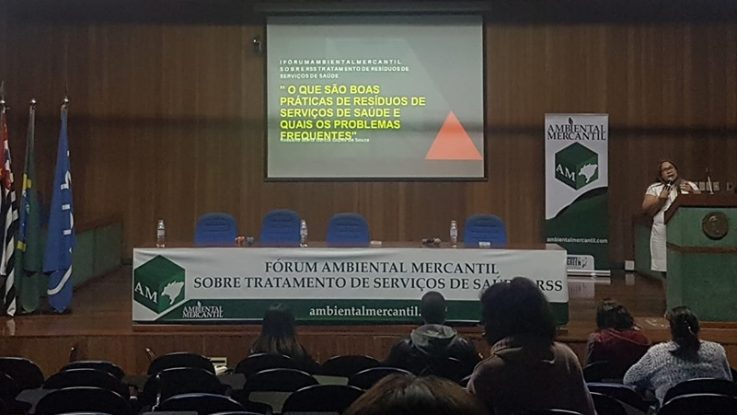 I FÓRUM AMBIENTAL MERCANTIL
SOBRE RSS TRATAMENTO DE RESÍDUOS DE
SERVIÇOS DE SAÚDE
" O QUE SÃO BOAS
PRÁTICAS DE RESÍDUOS DE
SERVIÇOS DE SAÚDE E
QUAIS OS PROBLEMAS
FREQUENTES"
AMBIENTAL
MERCANTIL
AM
ambientalmercantil.com
FÓRUM AMBIENTAL MERCANTIL
SOBRE TRATAMENTO DE SERVIÇOS DE SAÚDE RSS
AM
AMBIENTAL
MERCANTIL
ambientalmercantil.